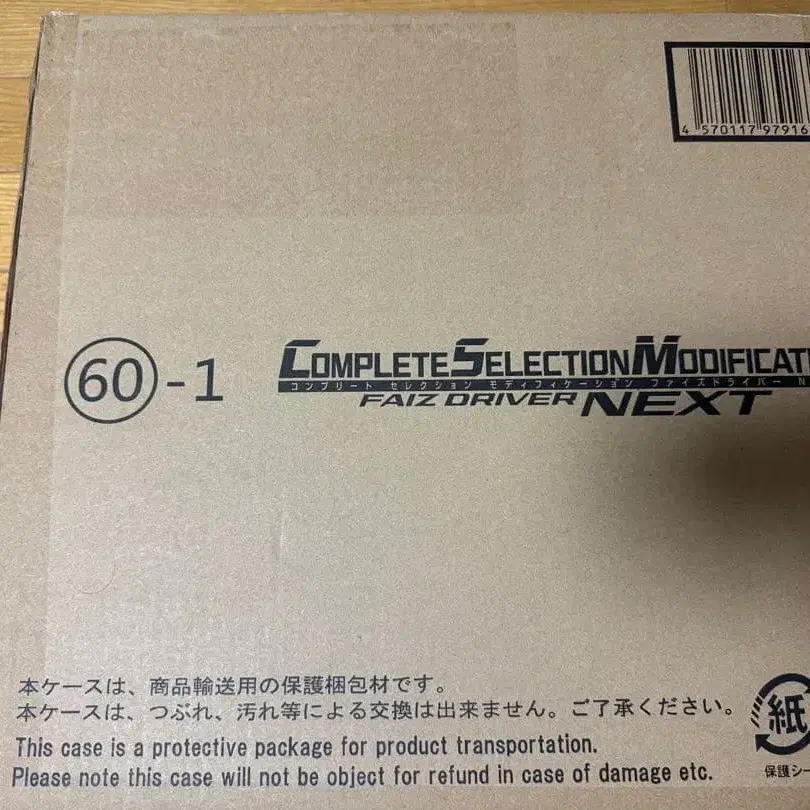 4 570117 97916
60-1
COMPLETE SELECTION MODIFICAT
コンプリート セレクション モディフィケーション ファイズドライバー N
FAIZ DRIVER NEXT
本ケースは、商品輸送用の保護梱包材です。
本ケースは、つぶれ、汚れ等による交換は出来ません。ご了承ください。
This case is a protective package for product transportation.
Please note this case will not be object for refund in case of damage etc.
紙
保護シー